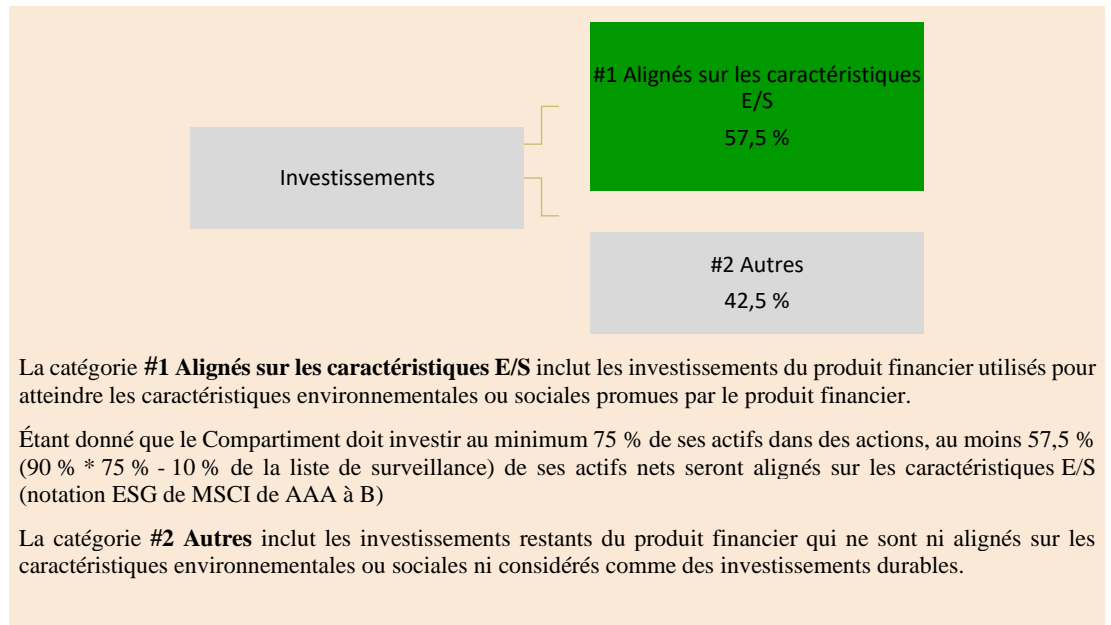 #1 Alignés sur les caractéristiques
E/S
57,5 %
Investissements
#2 Autres
42,5 %
La catégorie #1 Alignés sur les caractéristiques E/S inclut les investissements du produit financier utilisés pour
atteindre les caractéristiques environnementales ou sociales promues par le produit financier.
Étant donné que le Compartiment doit investir au minimum 75 % de ses actifs dans des actions, au moins 57,5 %
(90 % * 75 % - 10 % de la liste de surveillance) de ses actifs nets seront alignés sur les caractéristiques E/S
(notation ESG de MSCI de AAA à B)
La catégorie #2 Autres inclut les investissements restants du produit financier qui ne sont ni alignés sur les
caractéristiques environnementales ou sociales ni considérés comme des investissements durables.